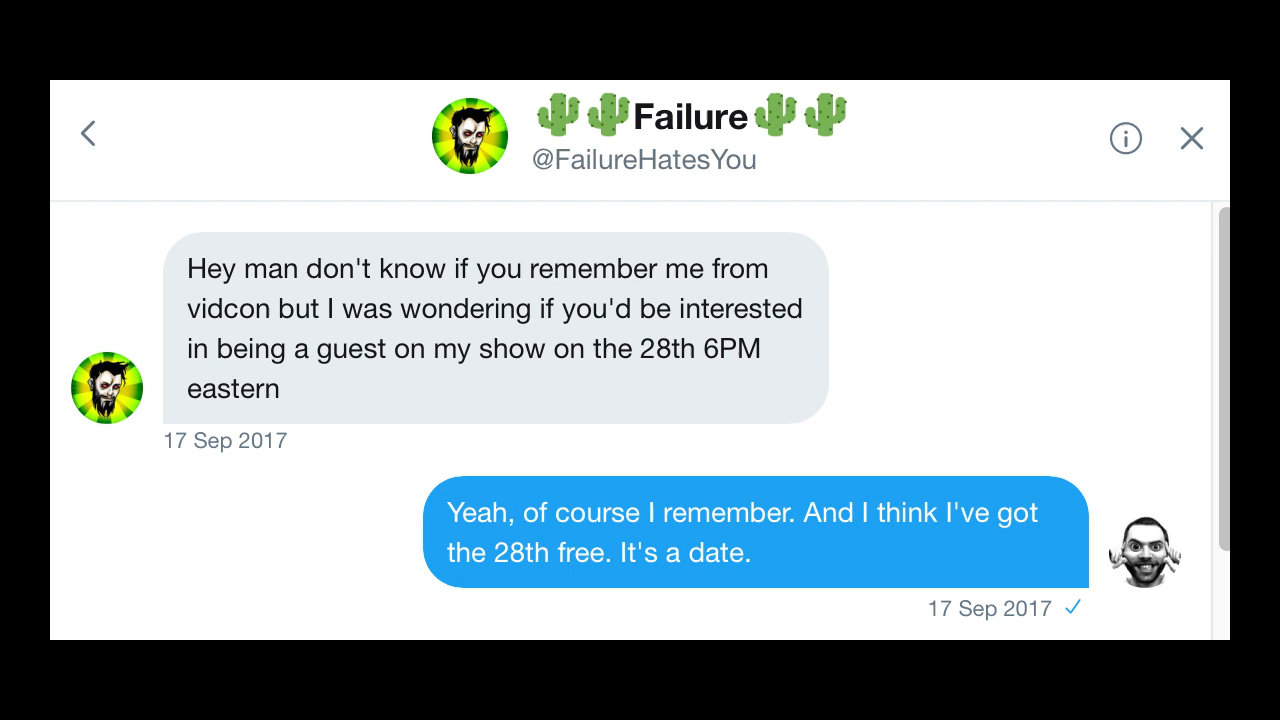 🌵🌵Failure🌵🌵
@FailureHatesYou
Hey man don't know if you remember me from
vidcon but I was wondering if you'd be interested
in being a guest on my show on the 28th 6PM
eastern
17 Sep 2017
Yeah, of course I remember. And I think I've got
the 28th free. It's a date.
17 Sep 2017 ✓